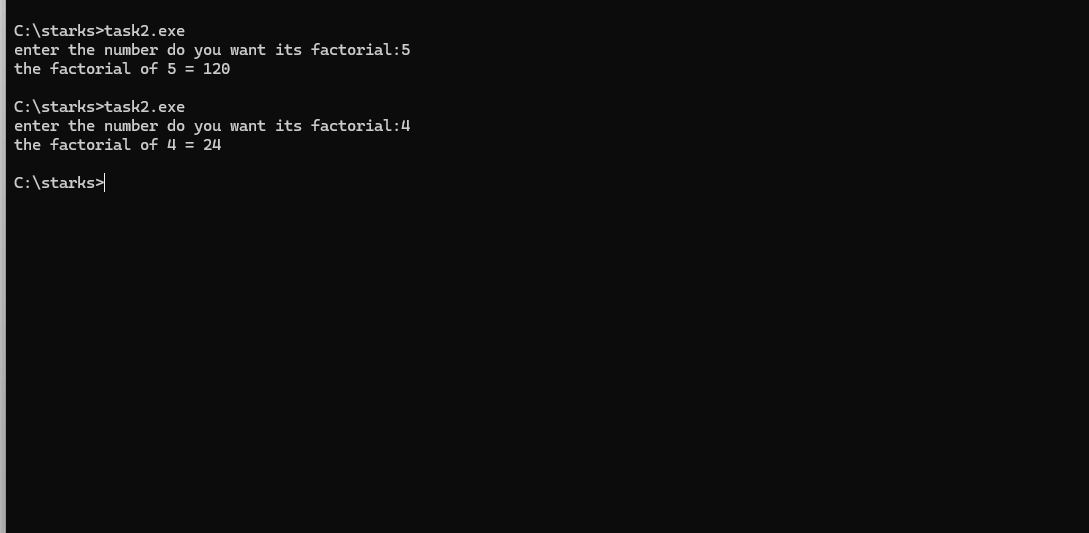 C:\starks>task2.exe
enter the number do you want its factorial:5
the factorial of 5 = 120
C:\starks>task2.exe
enter the number do you want its factorial:4
the factorial of 4 = 24
C:\starks>